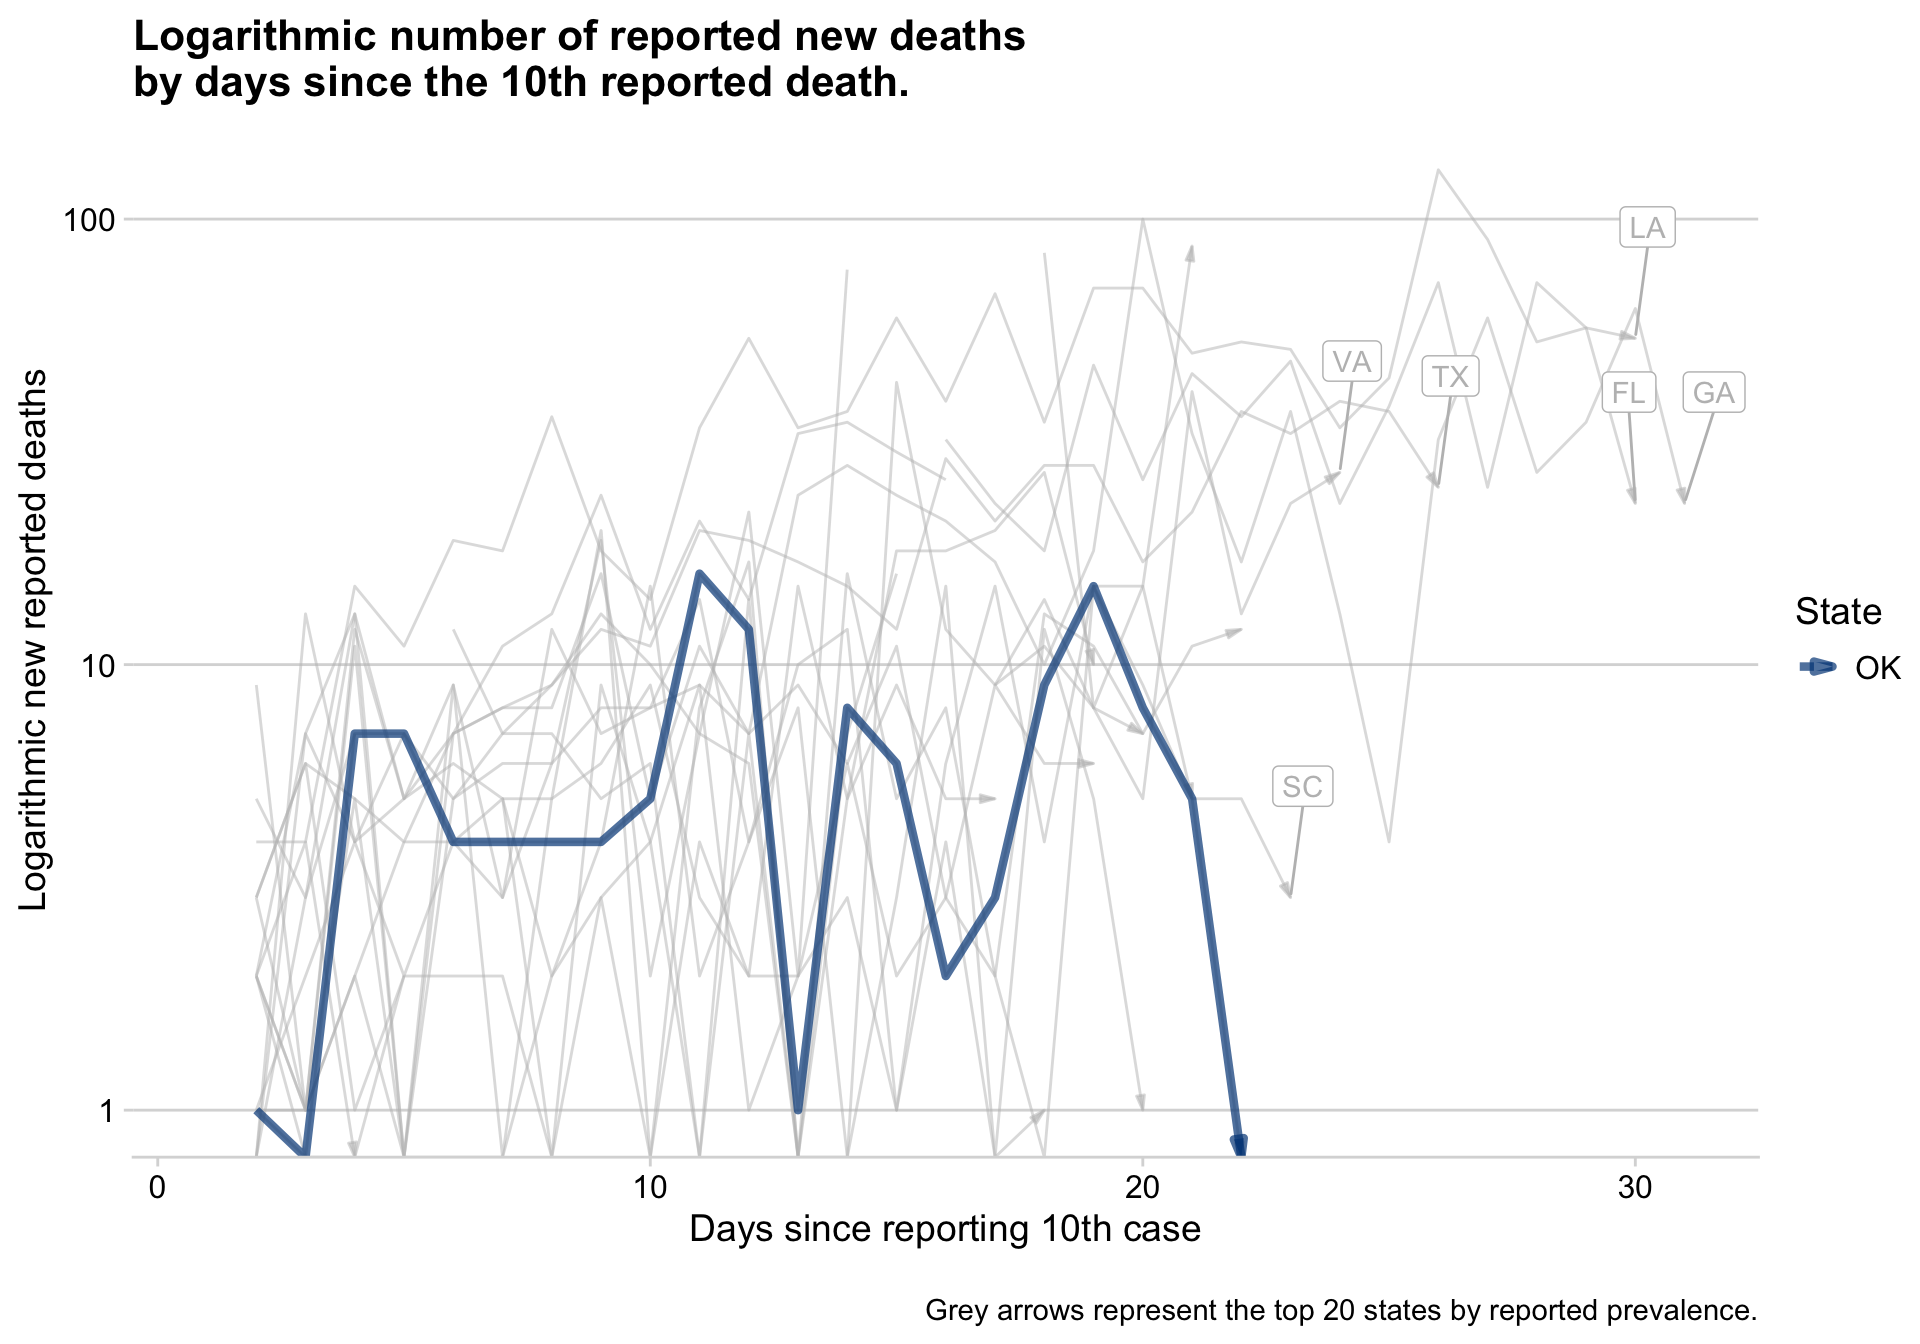 Logarithmic number of reported new deaths
by days since the 10th reported death.
Logarithmic new reported deaths
100
10
1
LA
VA
TX
FL
GA
SC
State
OK
0
10
20
30
Days since reporting 10th case
Grey arrows represent the top 20 states by reported prevalence.